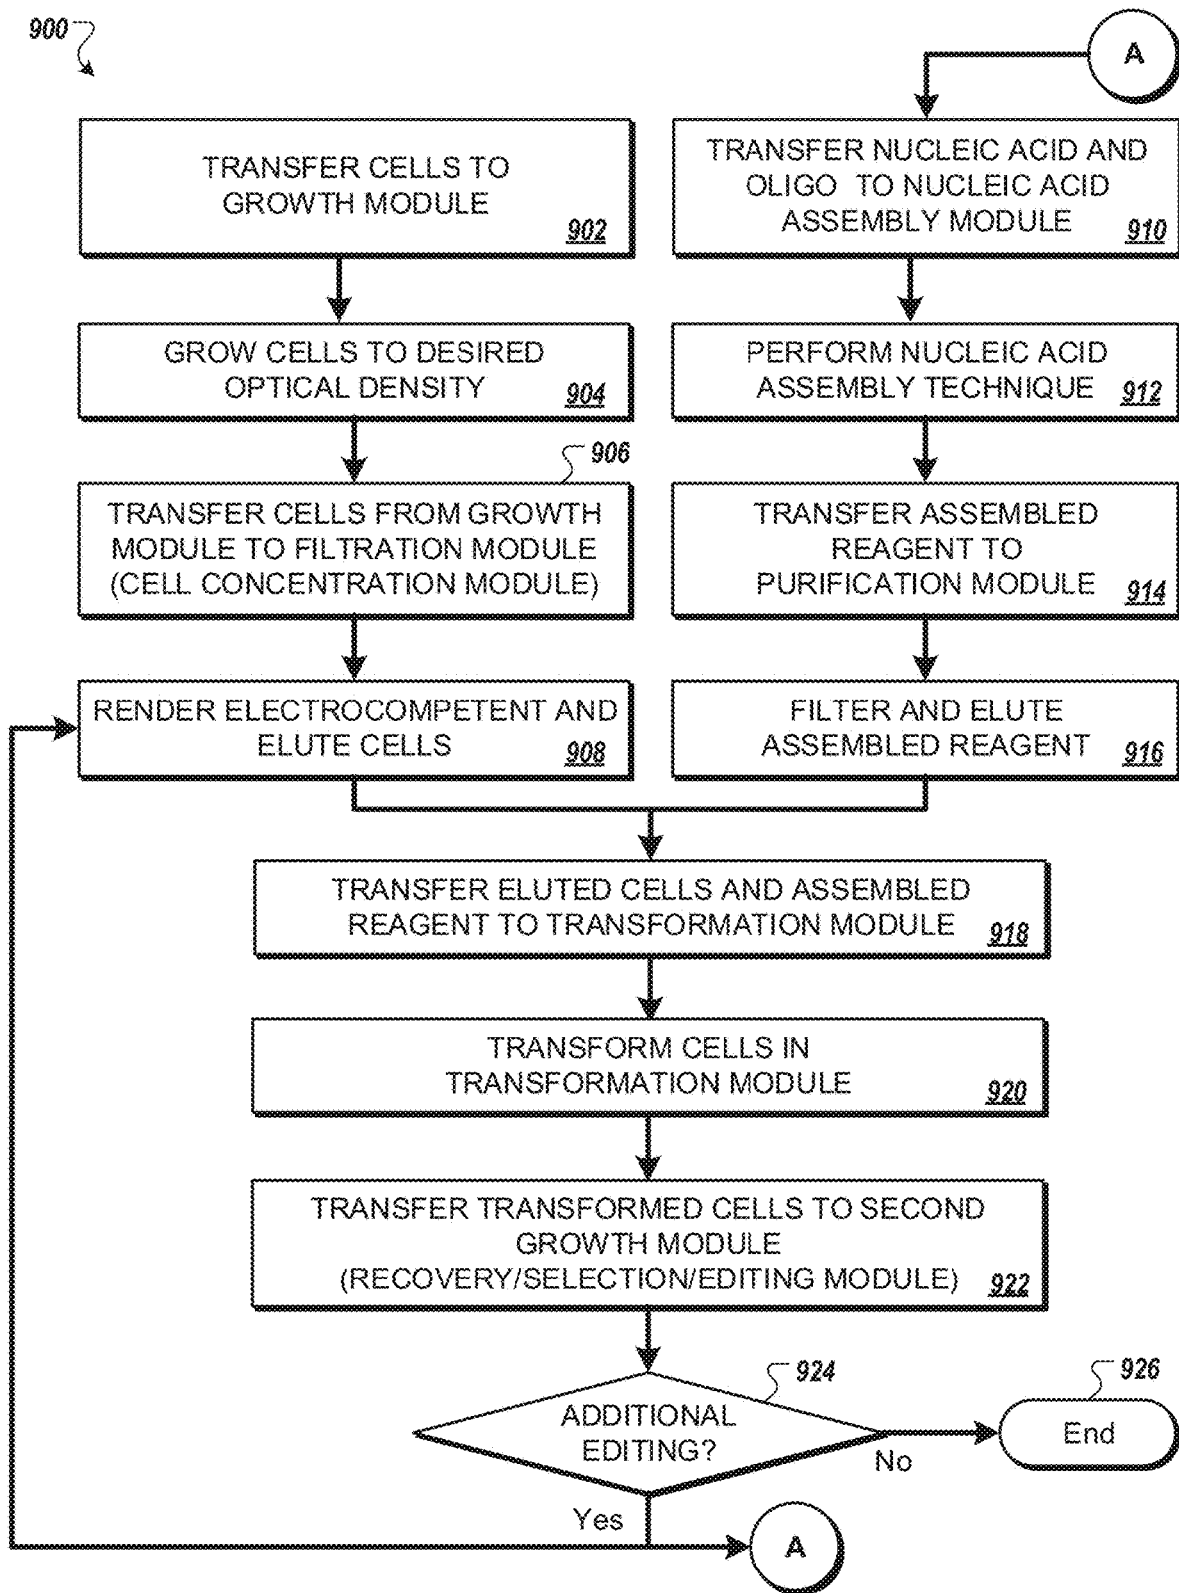 900
A
TRANSFER CELLS TO
GROWTH MODULE
902
GROW CELLS TO DESIRED
OPTICAL DENSITY
904
906
TRANSFER CELLS FROM GROWTH
MODULE TO FILTRATION MODULE
(CELL CONCENTRATION MODULE)
RENDER ELECTROCOMPETENT AND
ELUTE CELLS
908
TRANSFER NUCLEIC ACID AND
OLIGO TO NUCLEIC ACID
ASSEMBLY MODULE
910
PERFORM NUCLEIC ACID
ASSEMBLY TECHNIQUE
912
TRANSFER ASSEMBLED
REAGENT TO
PURIFICATION MODULE
914
FILTER AND ELUTE
ASSEMBLED REAGENT
916
TRANSFER ELUTED CELLS AND ASSEMBLED
REAGENT TO TRANSFORMATION MODULE
918
TRANSFORM CELLS IN
TRANSFORMATION MODULE
920
TRANSFER TRANSFORMED CELLS TO SECOND
GROWTH MODULE
(RECOVERY/SELECTION/EDITING MODULE)
922
924
ADDITIONAL
EDITING?
No
926
End
Yes
A